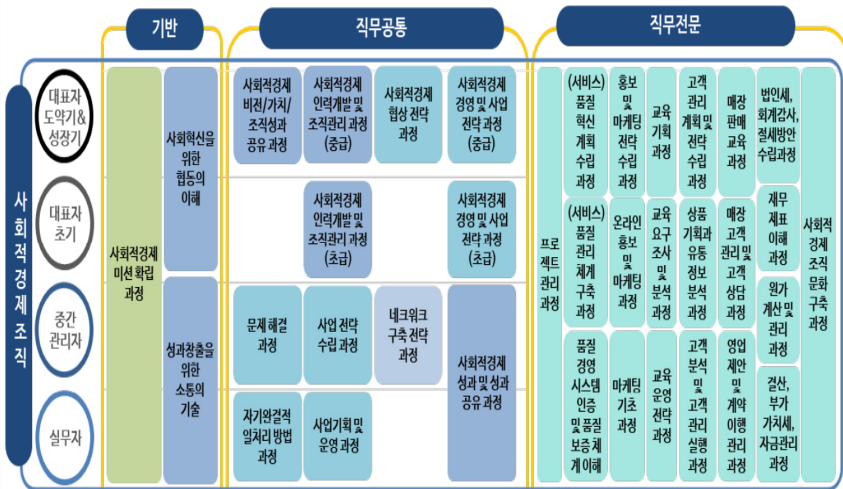 기반
직무공통
직무전문
사회적경제조직
대표자
도약기&
성장기
대표자
초기
중간
관리자
실무자
사회적경제
미션 확립
과정
사회혁신을
위한
협동의
이해
성과창출을
위한
소통의
기술
사회적경제
비전/가치/
조직성과
공유 과정
사회적경제
인력개발 및
조직관리 과정
(중급)
사회적경제
협상 전략
과정
사회적경제
경영 및 사업
전략 과정
(중급)
사회적경제
인력개발 및
조직관리 과정
(초급)
사회적경제
경영 및 사업
전략 과정
(초급)
문제 해결
과정
사업 전략
수립 과정
네크워크
구축 전략
과정
사회적경제
성과 및 성과
공유 과정
자기완결적
일처리 방법
과정
사업기획 및
운영 과정
프로
젝트
관리
과정
(서비스)
품질
혁신
계획
수립
과정
홍보
및
마케팅
전략
수립
과정
교육
기획
과정
고객
관리
계획 및
전략
수립
과정
매장
판매
교육
과정
법인세,
회계감사,
절세방안
수립과정
사회적
경제
조직
문화
구축
과정
(서비스)
품질
관리
체계
구축
과정
온라인
홍보
및
마케팅
과정
교육
요구
조사
및
분석
과정
상품
기획과
유통
정보
분석
과정
매장
고객
관리 및
고객
상담
과정
재무
제표
이해
과정
원가
계산 및
관리
과정
품질
경영
시스템
인증
및 품질
보증 체
계 이해
마케팅
기초
과정
교육
운영
전략
과정
고객
분석
및
고객
관리
실행
과정
영업
제안
및
계약
이행
관리
과정
결산,
부가
가치세,
자금관리
과정